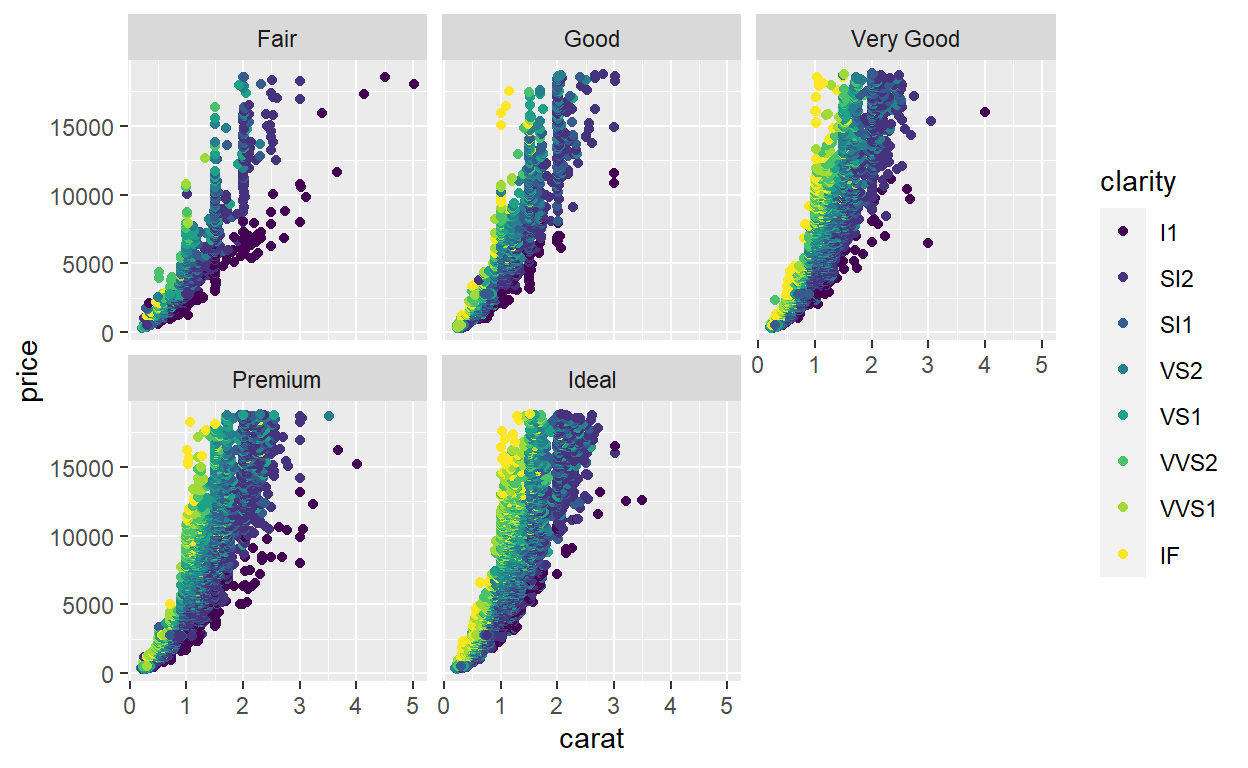 Fair
Good
Very Good
15000
10000
5000
0
0 1 2 3 4 5
Premium
Ideal
15000
10000
5000
0
0 1 2 3 4 5
0 1 2 3 4 5
price
carat
clarity
I1
SI2
SI1
VS2
VS1
VVS2
VVS1
IF